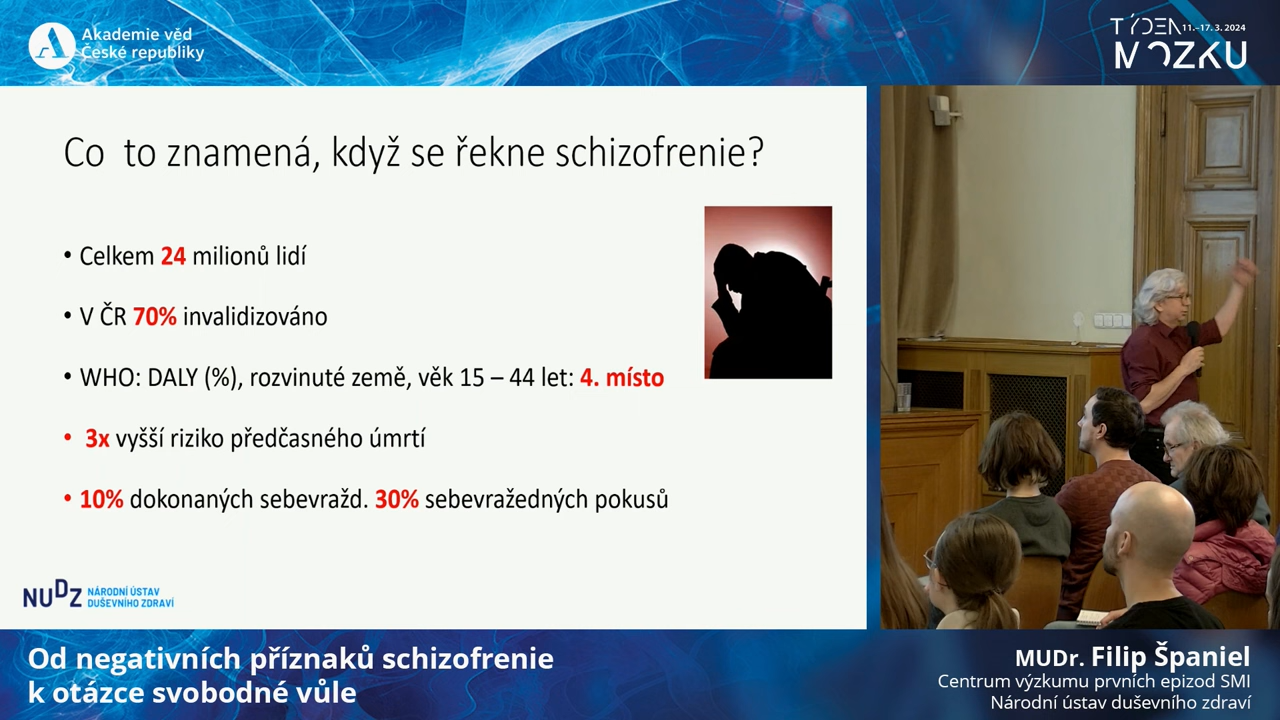 Akademie věd
České republiky
TÝDEN 11.–17. 3. 2024
MOZKU
Co to znamená, když se řekne schizofrenie?
• Celkem 24 milionů lidí
• V ČR 70% invalidizováno
• WHO: DALY (%), rozvinuté země, věk 15 – 44 let: 4. místo
• 3x vyšší riziko předčasného úmrtí
• 10% dokonaných sebevražd. 30% sebevražedných pokusů
NUDZ NÁRODNÍ ÚSTAV
DUŠEVNÍHO ZDRAVÍ
Od negativních příznaků schizofrenie
k otázce svobodné vůle
MUDr. Filip Španiel
Centrum výzkumu prvních epizod SMI
Národní ústav duševního zdraví